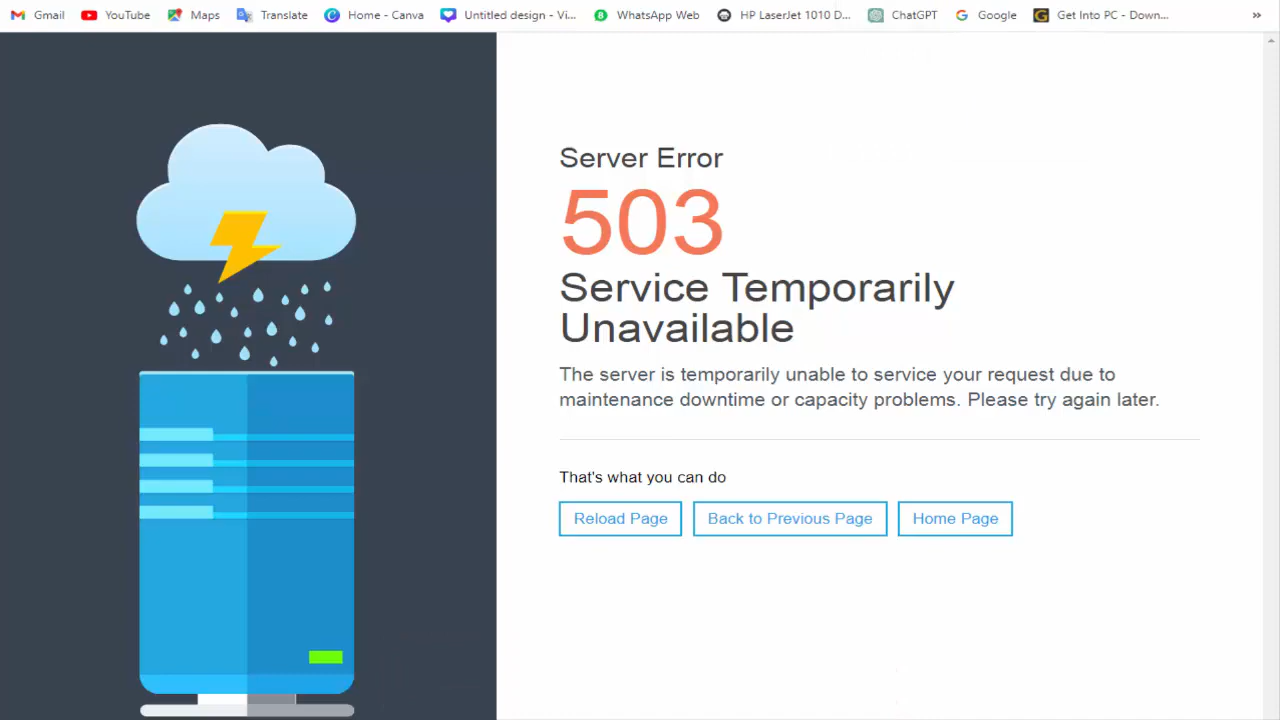 Gmail YouTube Maps Translate Home - Canva Untitled design - Vi... WhatsApp Web HP LaserJet 1010 D... ChatGPT Google Get Into PC - Down... »
Server Error
503
Service Temporarily
Unavailable
The server is temporarily unable to service your request due to
maintenance downtime or capacity problems. Please try again later.
That's what you can do
Reload Page Back to Previous Page Home Page